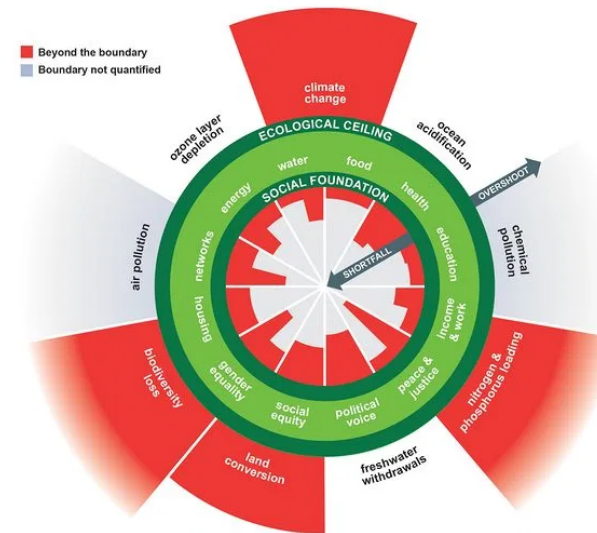 Beyond the boundary
Boundary not quantified
climate
change
ozone layer
depletion
ocean
acidification
ECOLOGICAL CEILING
water
food
energy
health
SOCIAL FOUNDATION
OVERSHOOT
SHORTFALL
air pollution
networks
education
chemical
pollution
housing
income
& work
gender
equality
peace &
justice
social
equity
political
voice
biodiversity
loss
nitrogen &
phosphorus loading
land
conversion
freshwater
withdrawals